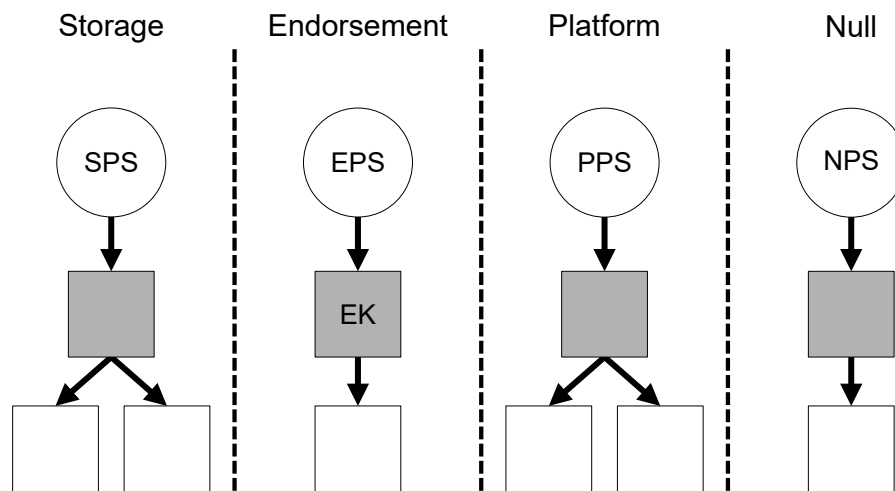 Storage
Endorsement
Platform
Null
SPS
EPS
PPS
NPS
EK